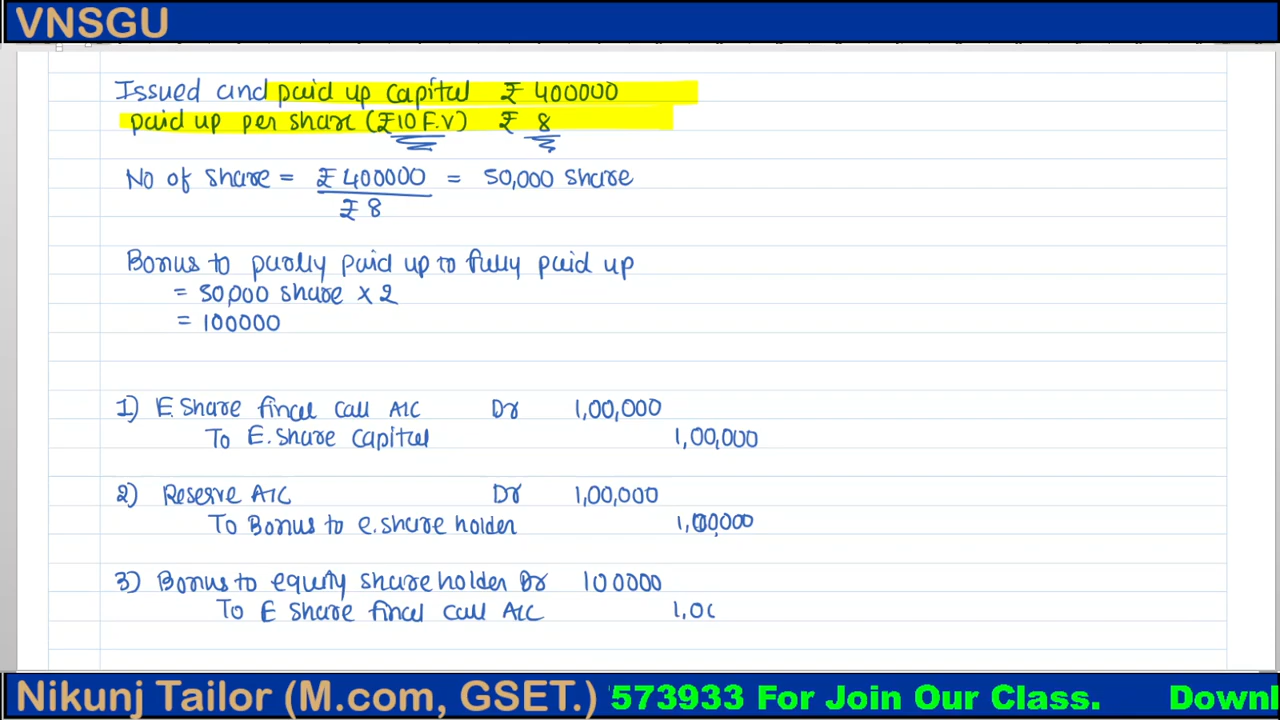 VNSGU
Issued and paid up capital ₹ 400000
paid up per share (₹10 F.V) ₹ 8
No of share = ₹ 400000 = 50,000 share
₹ 8
Bonus to partly paid up to fully paid up
= 50,000 share × 2
= 100000
1) E. Share final call A/C Dr 1,00,000
To E. Share capital 1,00,000
2) Reserve A/C Dr 1,00,000
To Bonus to e. share holder 1,00,000
3) Bonus to equity share holder Dr 100000
To E Share final call A/C 1,00
Nikunj Tailor (M.com, GSET.) 573933 For Join Our Class. Downl